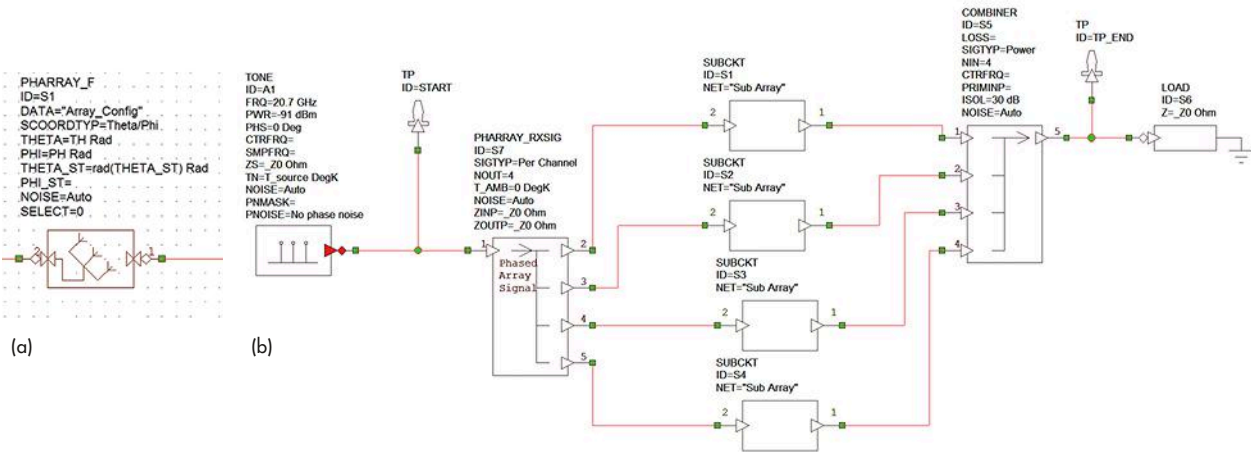 PHARRAY_F
ID=S1
DATA="Array_Config"
SCOORDTYP=Theta/Phi
THETA=TH Rad
PHI=PH Rad
THETA_ST=rad(THETA_ST) Rad
PHI_ST=
NOISE=Auto
SELECT=0
2
1
(a)
TONE
ID=A1
FRQ=20.7 GHz
PWR=-91 dBm
PHS=0 Deg
CTRFRQ=
SMPFRQ=
ZS=_Z0 Ohm
TN=T_source DegK
NOISE=Auto
PNMASK=
PNOISE=No phase noise
TP
ID=START
PHARRAY_RXSIG
ID=S7
SIGTYP=Per Channel
NOUT=4
T_AMB=0 DegK
NOISE=Auto
ZINP=_Z0 Ohm
ZOUTP=_Z0 Ohm
1
2
3
4
5
Phased
Array
Signal
SUBCKT
ID=S1
NET="Sub Array"
2
1
SUBCKT
ID=S2
NET="Sub Array"
2
1
SUBCKT
ID=S3
NET="Sub Array"
2
1
SUBCKT
ID=S4
NET="Sub Array"
2
1
COMBINER
ID=S5
LOSS=
SIGTYP=Power
NIN=4
CTRFRQ=
PRIMINP=
ISOL=30 dB
NOISE=Auto
1
2
3
4
5
TP
ID=TP_END
LOAD
ID=S6
Z=_Z0 Ohm
(b)